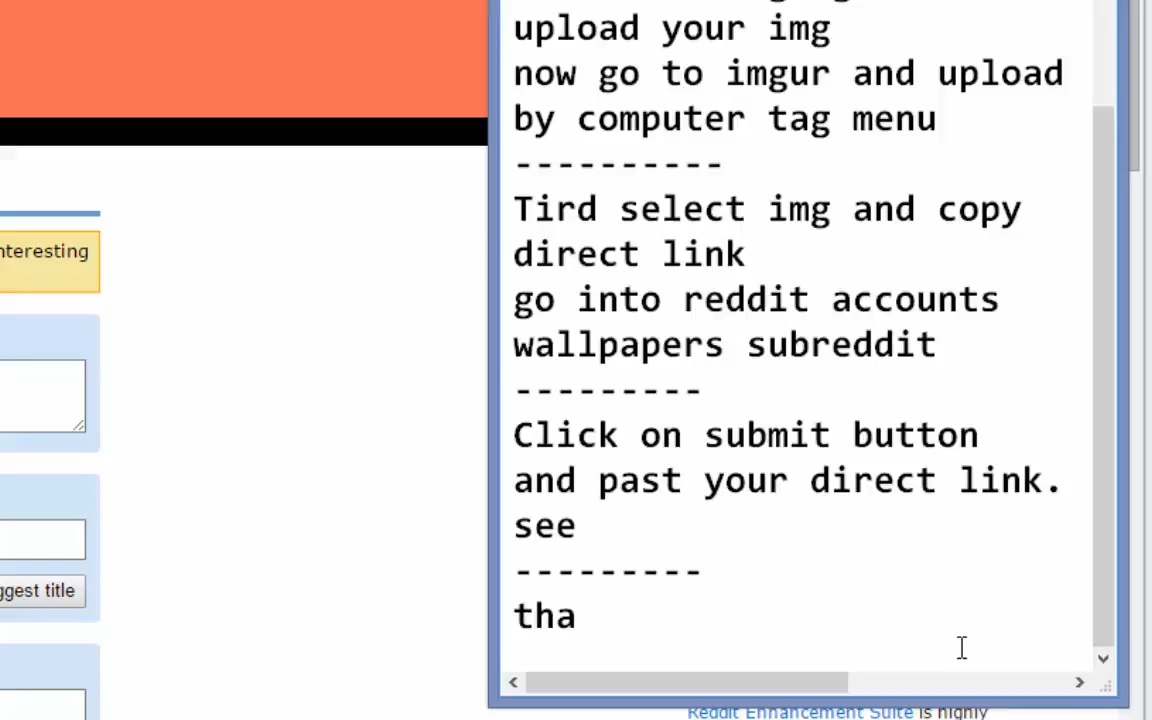 upload your img
now go to imgur and upload
by computer tag menu
----------
Tird select img and copy
direct link
go into reddit accounts
wallpapers subreddit
---------
Click on submit button
and past your direct link.
see
---------
tha
nteresting
ggest title
Reddit Enhancement Suite is highly